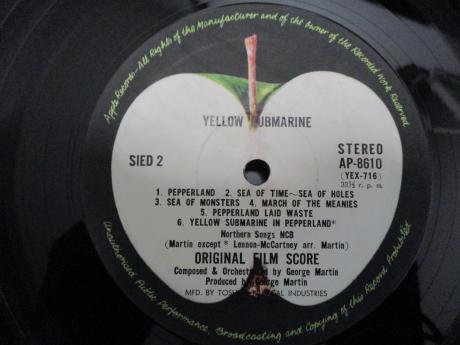 Apple Records—All Rights of the Manufacturer and of the Owner of the Recorded Work Reserved
YELLOW SUBMARINE
SIED 2
STEREO
AP-8610
(YEX-716)
33⅓ r. p. m.
1. PEPPERLAND 2. SEA OF TIME~SEA OF HOLES
3. SEA OF MONSTERS 4. MARCH OF THE MEANIES
5. PEPPERLAND LAID WASTE
6. YELLOW SUBMARINE IN PEPPERLAND*
Northern Songs NCB
(Martin except * Lennon-McCartney arr. Martin)
ORIGINAL FILM SCORE
Composed & Orchestrated by George Martin
Produced by George Martin
MFD. BY INDUSTRIES
Unauthorized Public Performance, Broadcasting and Copying of this Record Prohibited